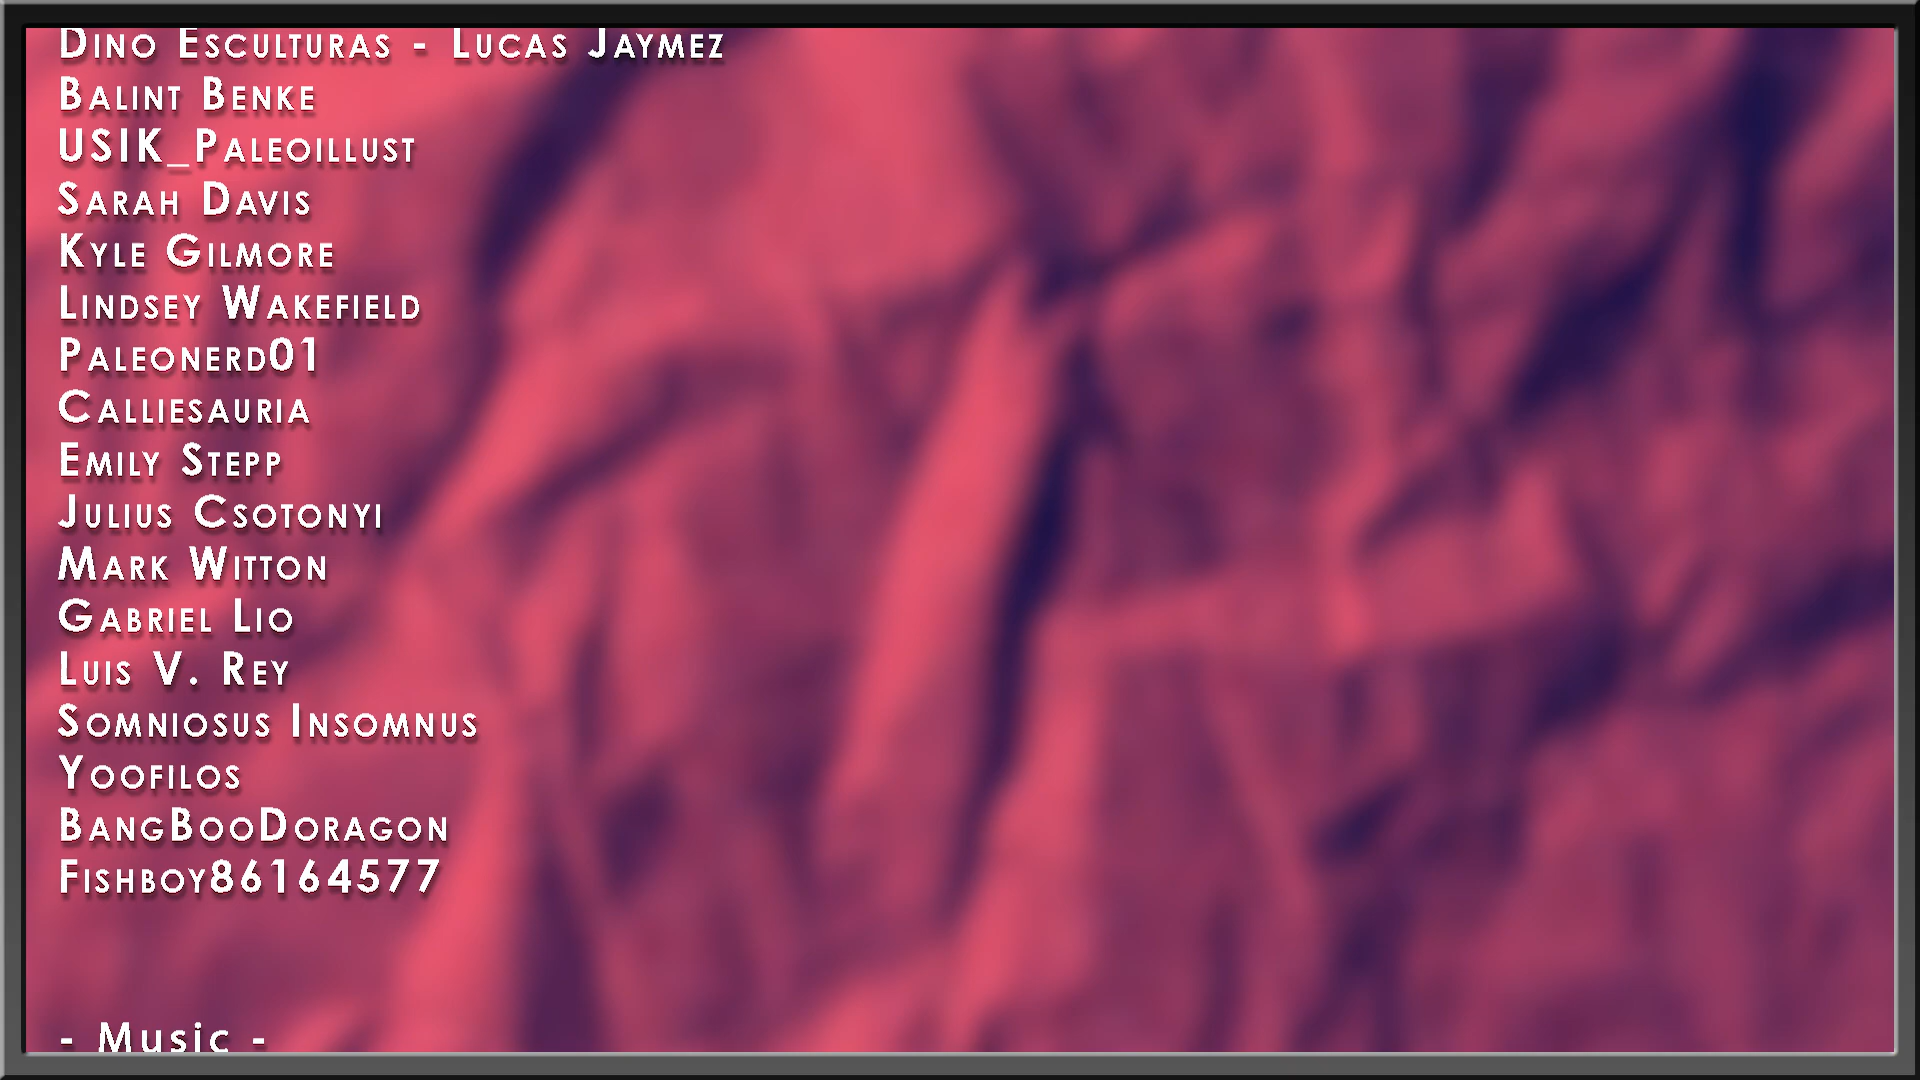 Dino Esculturas - Lucas Jaymez
Balint Benke
USIK_Paleoillust
Sarah Davis
Kyle Gilmore
Lindsey Wakefield
Paleonerd01
Calliesauria
Emily Stepp
Julius Csotonyi
Mark Witton
Gabriel Lio
Luis V. Rey
Somniosus Insomnus
Yoofilos
BangBooDoragon
Fishboy86164577
- Music -